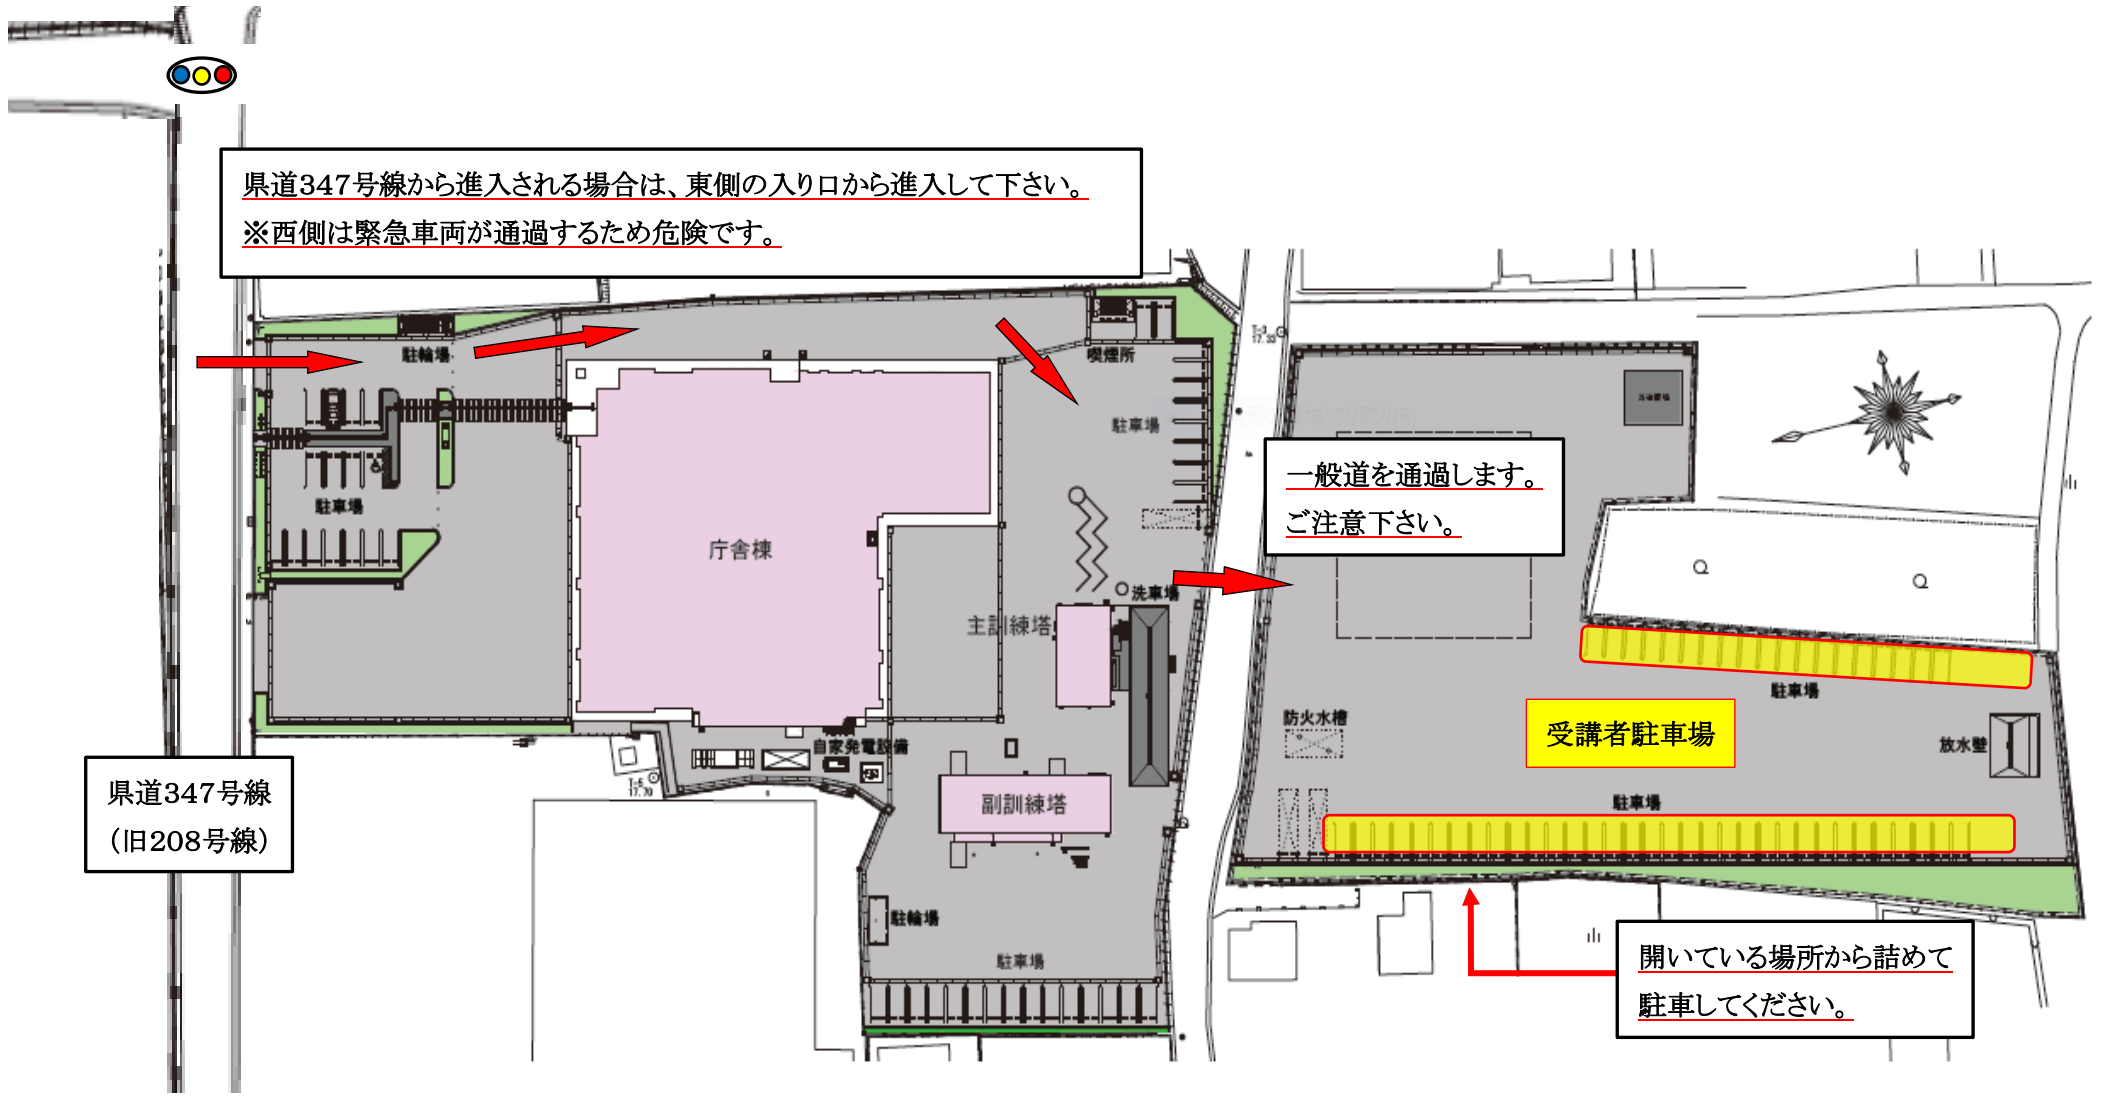 県道347号線から進入される場合は、東側の入り口から進入して下さい。
※西側は緊急車両が通過するため危険です。
駐輪場
喫煙所
T-3
17.33
駐車場
一般道を通過します。
ご注意下さい。
駐車場
庁舎棟
洗車場
主訓練塔
駐車場
防火水槽
受講者駐車場
放水壁
自家発電設備
T-5
17.70
県道347号線
（旧208号線）
副訓練塔
駐車場
駐輪場
駐車場
開いている場所から詰めて
駐車してください。